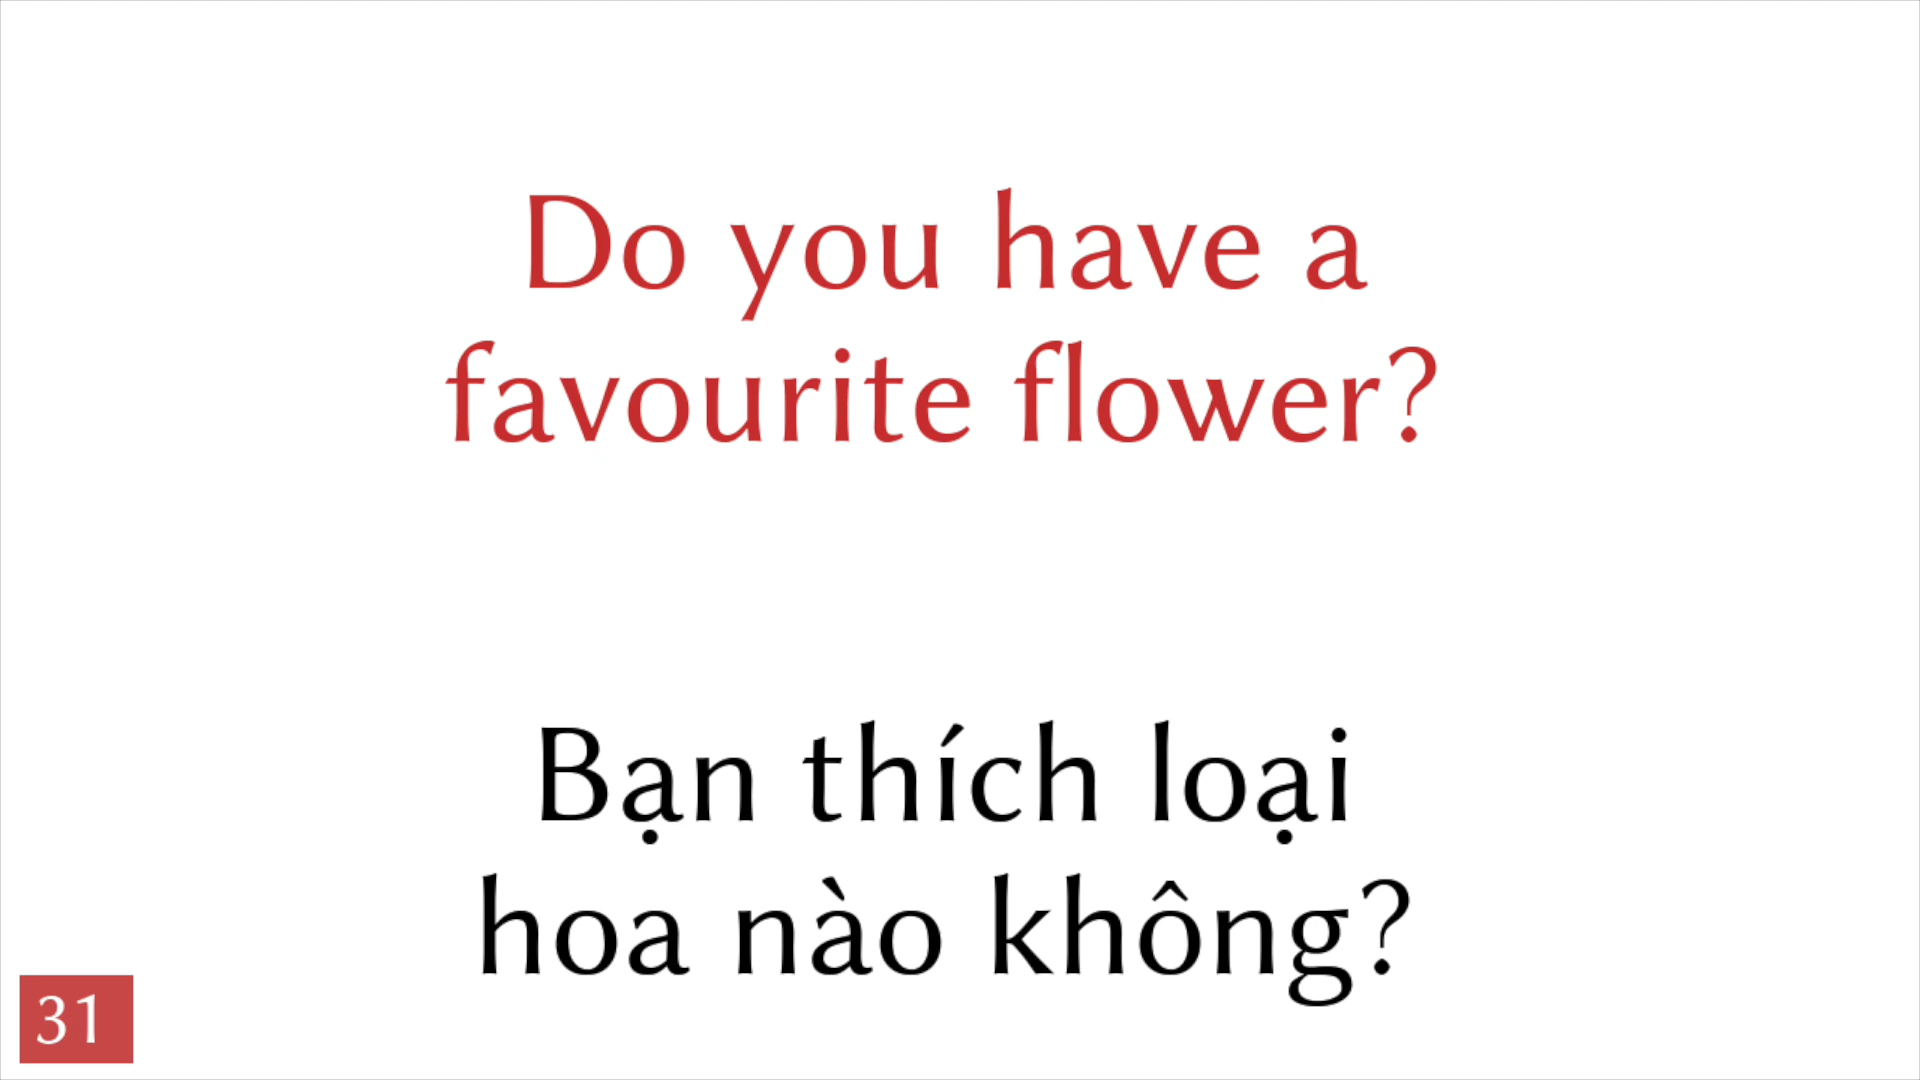 Do you have a
favourite flower?
Bạn thích loại
hoa nào không?
31